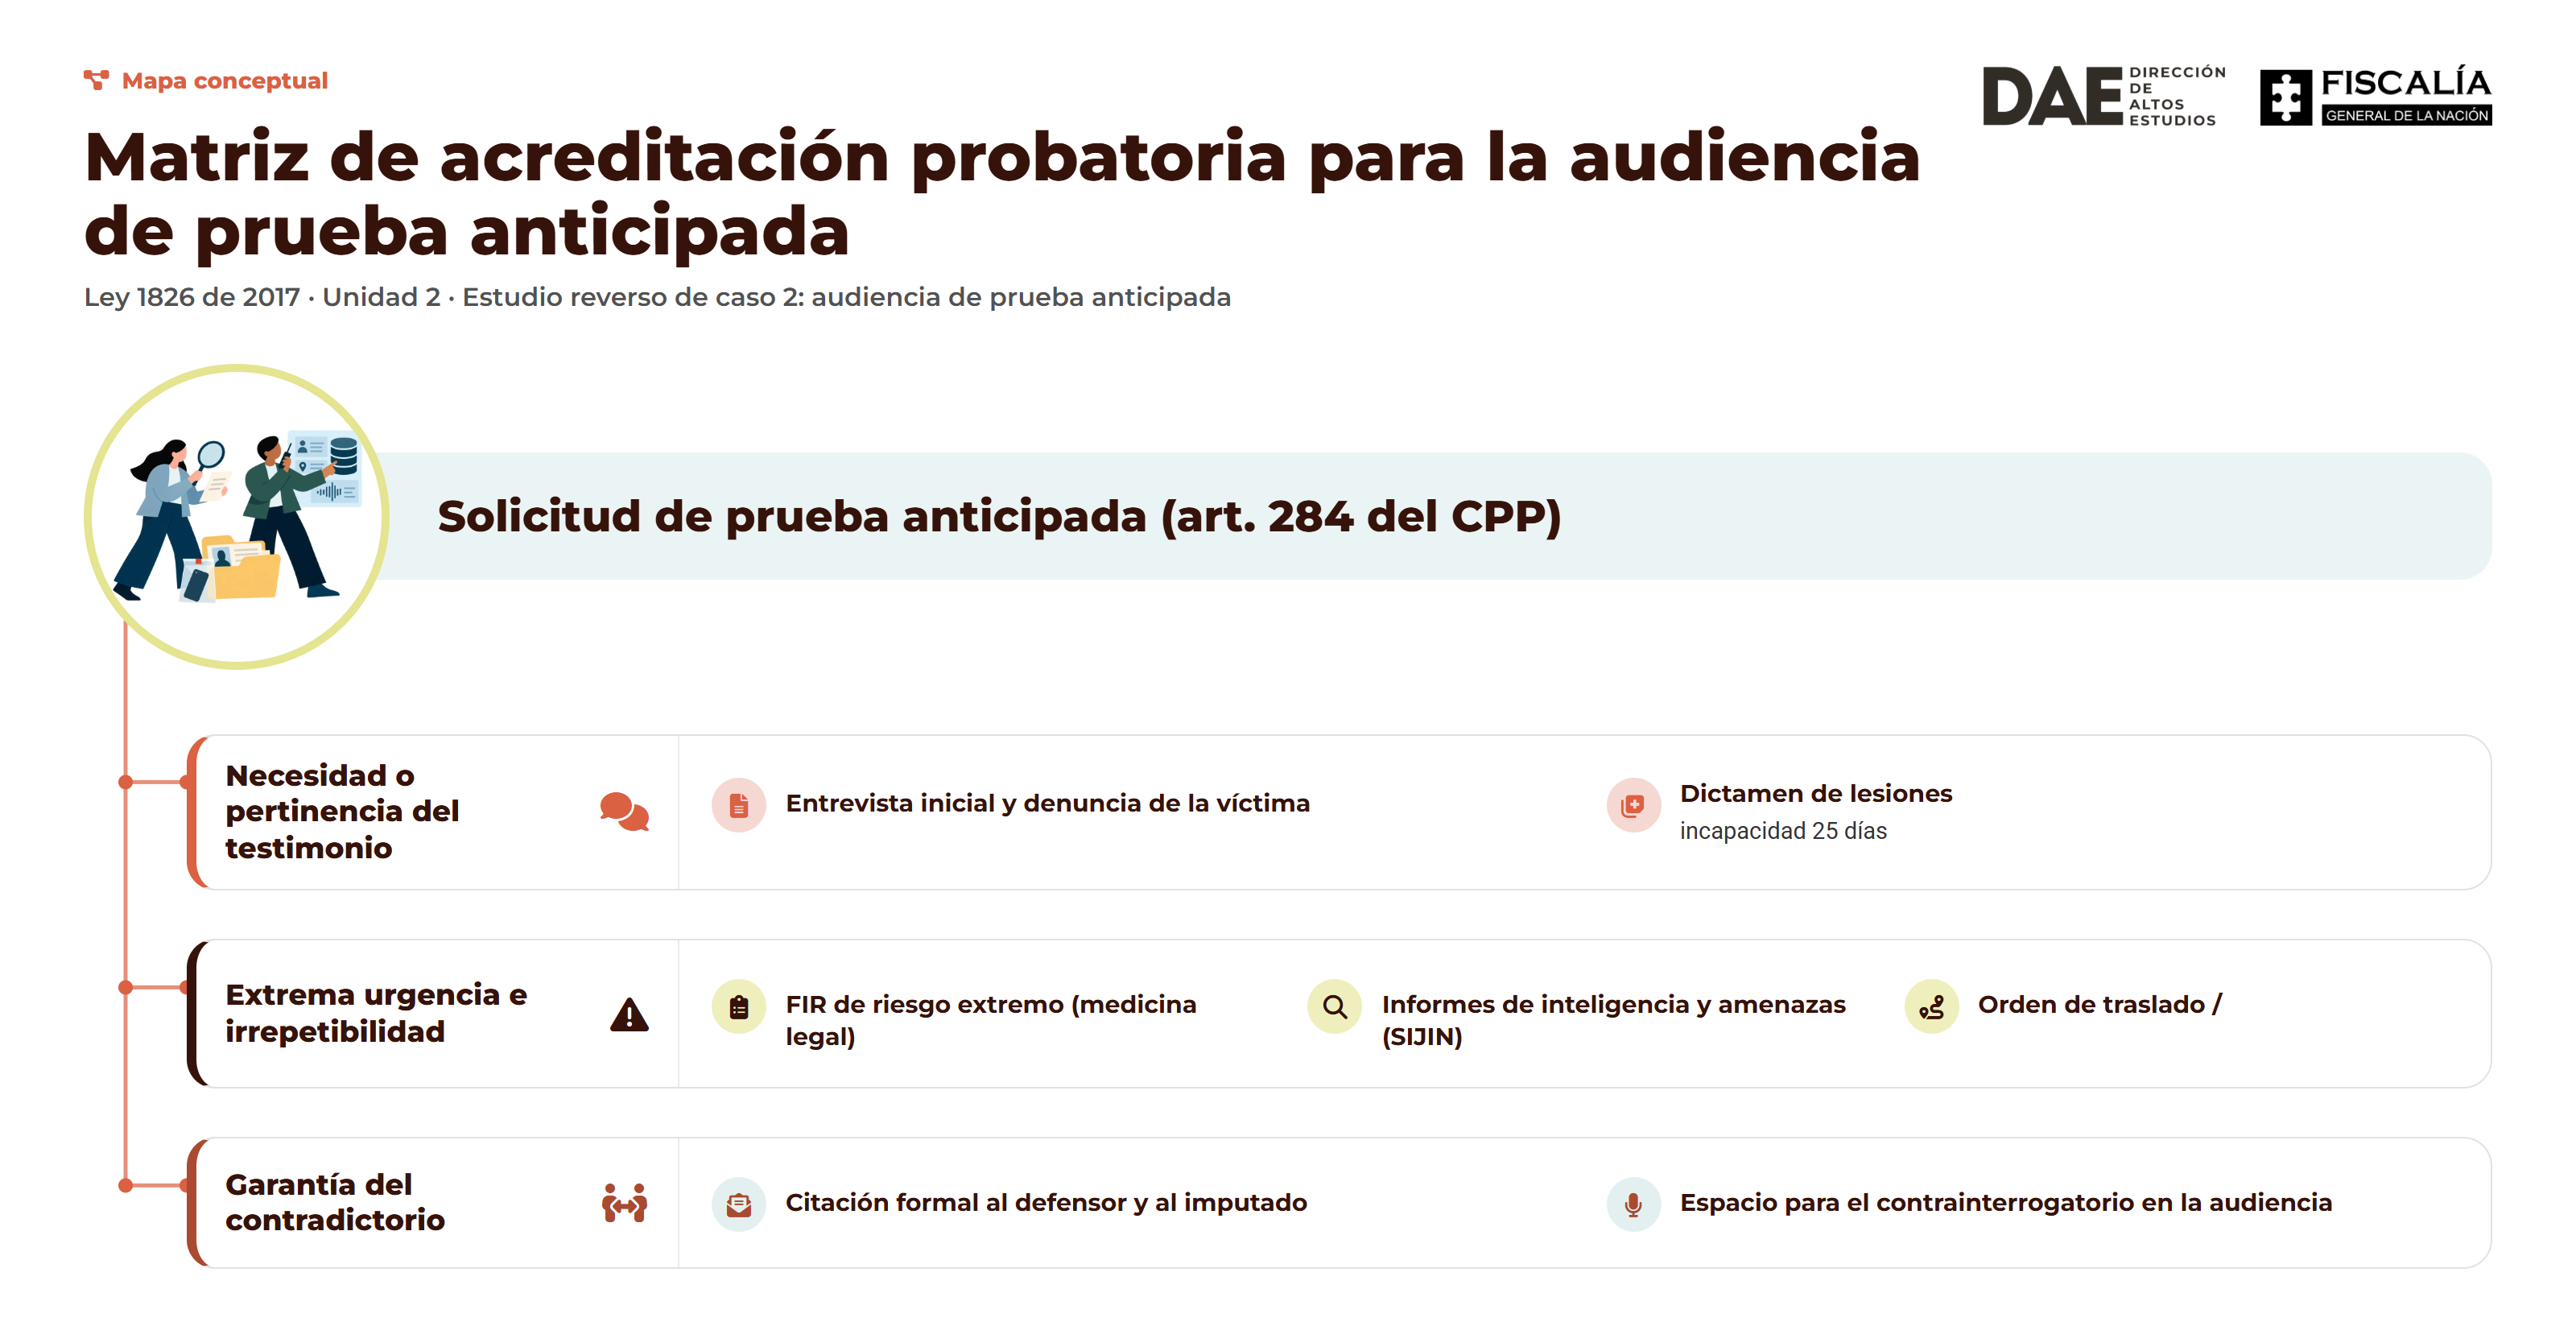 Mapa conceptual
DAE
DIRECCIÓN
DE
ALTOS
ESTUDIOS
FISCALÍA
GENERAL DE LA NACIÓN
Matriz de acreditación probatoria para la audiencia
de prueba anticipada
Ley 1826 de 2017 · Unidad 2 · Estudio reverso de caso 2: audiencia de prueba anticipada
Solicitud de prueba anticipada (art. 284 del CPP)
Necesidad o
pertinencia del
testimonio
Entrevista inicial y denuncia de la víctima
Dictamen de lesiones
incapacidad 25 días
Extrema urgencia e
irrepetibilidad
FIR de riesgo extremo (medicina
legal)
Informes de inteligencia y amenazas
(SIJIN)
Orden de traslado /
Garantía del
contradictorio
Citación formal al defensor y al imputado
Espacio para el contrainterrogatorio en la audiencia